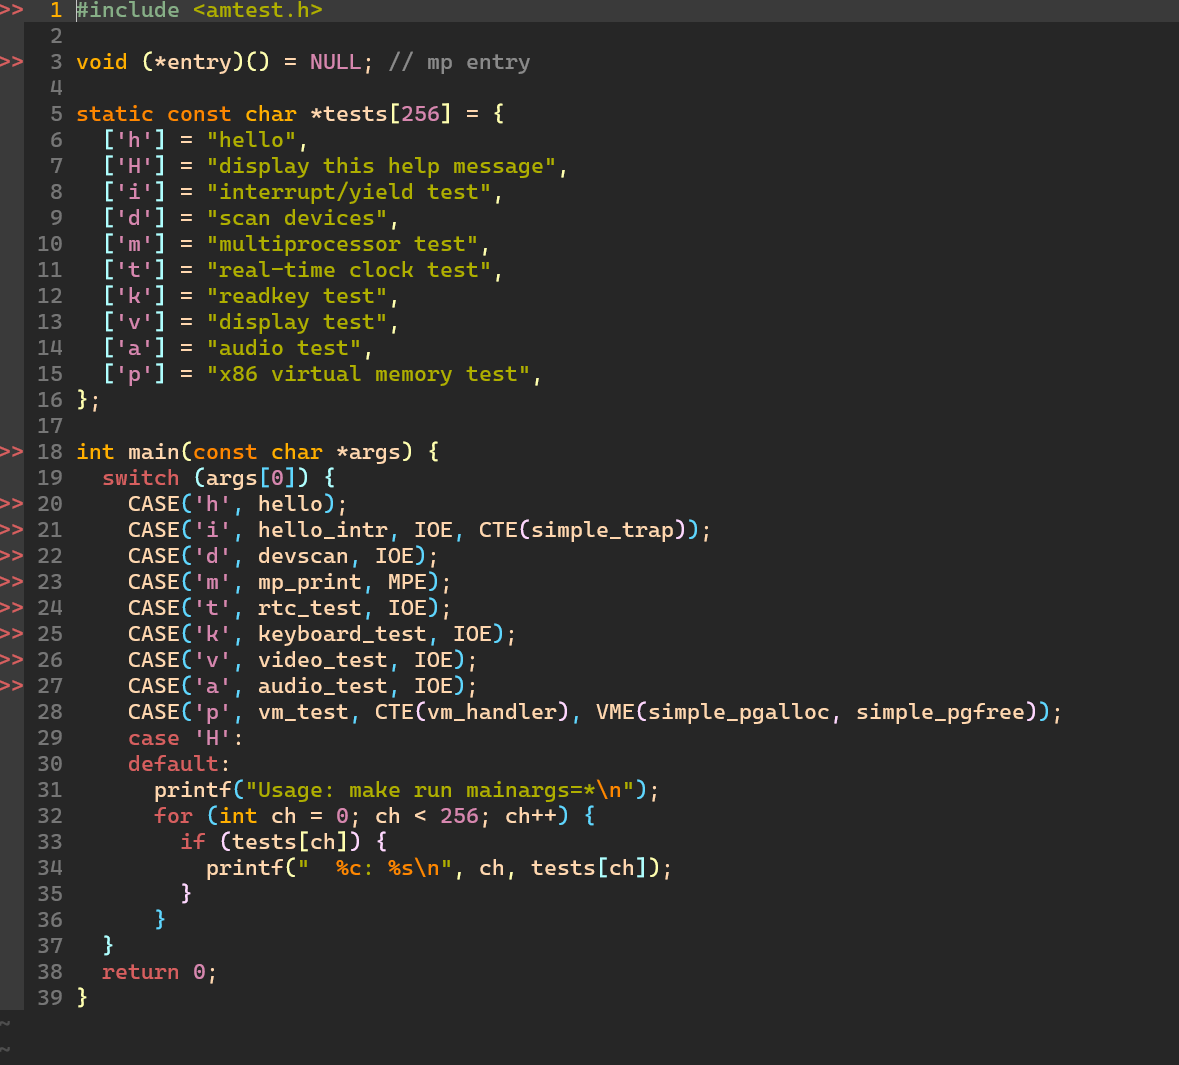 >> 1 #include <amtest.h>
2
>> 3 void (*entry)() = NULL; // mp entry
4
5 static const char *tests[256] = {
6   ['h'] = "hello",
7   ['H'] = "display this help message",
8   ['i'] = "interrupt/yield test",
9   ['d'] = "scan devices",
10   ['m'] = "multiprocessor test",
11   ['t'] = "real-time clock test",
12   ['k'] = "readkey test",
13   ['v'] = "display test",
14   ['a'] = "audio test",
15   ['p'] = "x86 virtual memory test",
16 };
17
>> 18 int main(const char *args) {
19   switch (args[0]) {
>> 20     CASE('h', hello);
>> 21     CASE('i', hello_intr, IOE, CTE(simple_trap));
>> 22     CASE('d', devscan, IOE);
>> 23     CASE('m', mp_print, MPE);
>> 24     CASE('t', rtc_test, IOE);
>> 25     CASE('k', keyboard_test, IOE);
>> 26     CASE('v', video_test, IOE);
>> 27     CASE('a', audio_test, IOE);
28     CASE('p', vm_test, CTE(vm_handler), VME(simple_pgalloc, simple_pgfree));
29     case 'H':
30     default:
31       printf("Usage: make run mainargs=*\n");
32       for (int ch = 0; ch < 256; ch++) {
33         if (tests[ch]) {
34           printf("  %c: %s\n", ch, tests[ch]);
35         }
36       }
37   }
38   return 0;
39 }
~
~